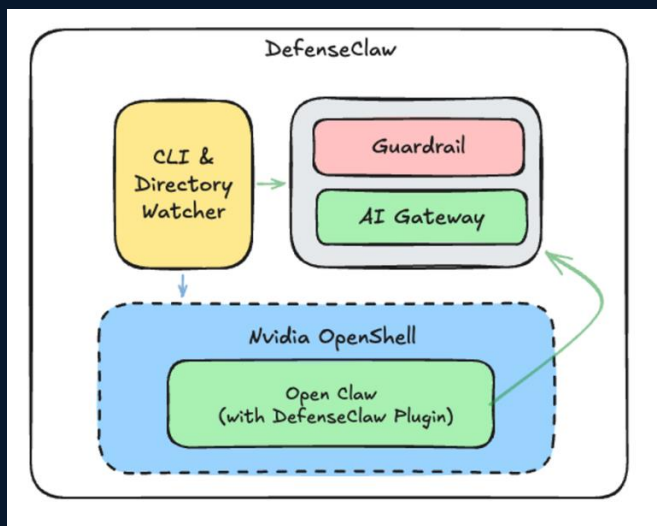 DefenseClaw
CLI &
Directory
Watcher
Guardrail
AI Gateway
Nvidia OpenShell
Open Claw
(with DefenseClaw Plugin)